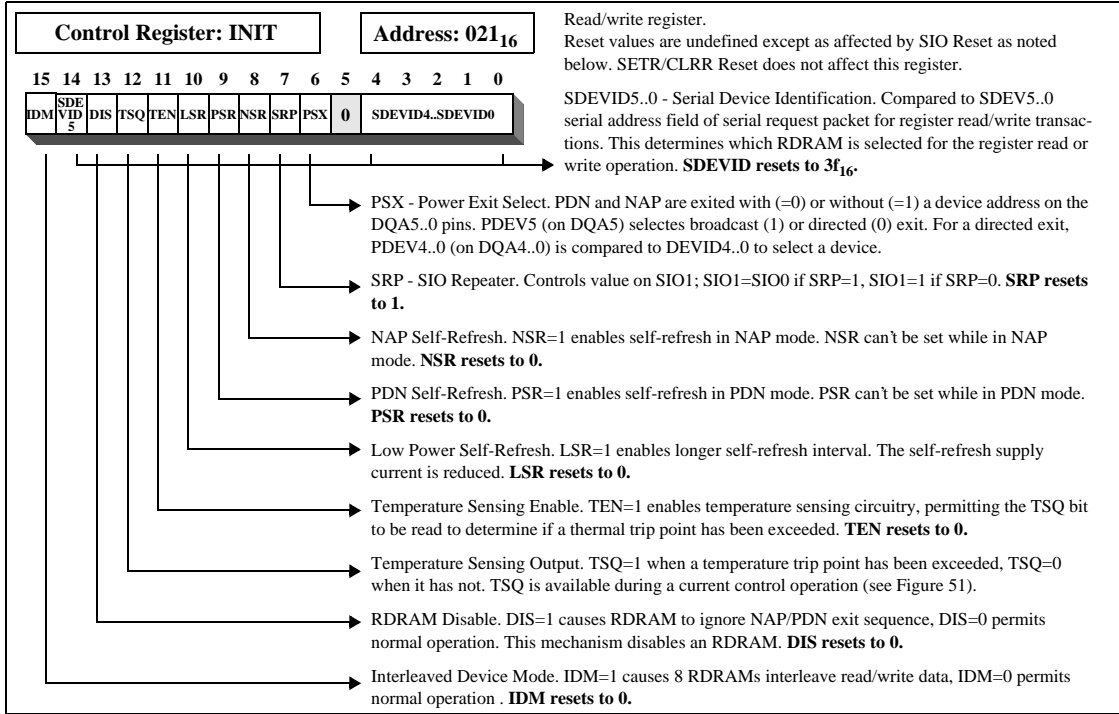 Control Register: INIT
Address: 021₁₆
Read/write register.
Reset values are undefined except as affected by SIO Reset as noted
below. SETR/CLRR Reset does not affect this register.
15 14 13 12 11 10 9 8 7 6 5 4 3 2 1 0
IDM SDE VID 5 DIS TSQ TEN LSR PSR NSR SRP PSX 0 SDEVID4..SDEVID0
SDEVID5..0 - Serial Device Identification. Compared to SDEV5..0
serial address field of serial request packet for register read/write transac-
tions. This determines which RDRAM is selected for the register read or
write operation. SDEVID resets to 3f₁₆.
PSX - Power Exit Select. PDN and NAP are exited with (=0) or without (=1) a device address on the
DQA5..0 pins. PDEV5 (on DQA5) selectes broadcast (1) or directed (0) exit. For a directed exit,
PDEV4..0 (on DQA4..0) is compared to DEVID4..0 to select a device.
SRP - SIO Repeater. Controls value on SIO1; SIO1=SIO0 if SRP=1, SIO1=1 if SRP=0. SRP resets
to 1.
NAP Self-Refresh. NSR=1 enables self-refresh in NAP mode. NSR can't be set while in NAP
mode. NSR resets to 0.
PDN Self-Refresh. PSR=1 enables self-refresh in PDN mode. PSR can't be set while in PDN mode.
PSR resets to 0.
Low Power Self-Refresh. LSR=1 enables longer self-refresh interval. The self-refresh supply
current is reduced. LSR resets to 0.
Temperature Sensing Enable. TEN=1 enables temperature sensing circuitry, permitting the TSQ bit
to be read to determine if a thermal trip point has been exceeded. TEN resets to 0.
Temperature Sensing Output. TSQ=1 when a temperature trip point has been exceeded, TSQ=0
when it has not. TSQ is available during a current control operation (see Figure 51).
RDRAM Disable. DIS=1 causes RDRAM to ignore NAP/PDN exit sequence, DIS=0 permits
normal operation. This mechanism disables an RDRAM. DIS resets to 0.
Interleaved Device Mode. IDM=1 causes 8 RDRAMs interleave read/write data, IDM=0 permits
normal operation . IDM resets to 0.